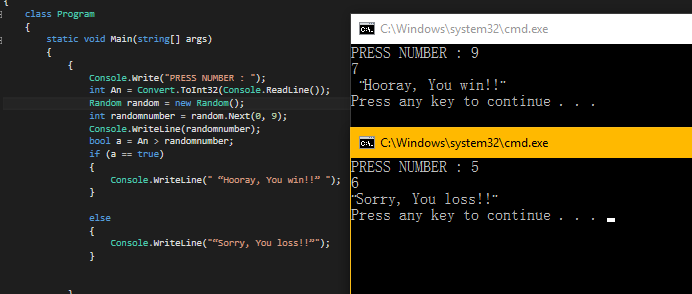 {
class Program
{
static void Main(string[] args)
{
{
Console.Write("PRESS NUMBER : ");
int An = Convert.ToInt32(Console.ReadLine());
Random random = new Random();
int randomnumber = random.Next(0, 9);
Console.WriteLine(randomnumber);
bool a = An > randomnumber;
if (a == true)
{
Console.WriteLine(" “Hooray, You win!!” ");
}
else
{
Console.WriteLine("“Sorry, You loss!!”");
}
}
C:\Windows\system32\cmd.exe
PRESS NUMBER : 9
7
¨Hooray, You win!!¨
Press any key to continue . . .
C:\Windows\system32\cmd.exe
PRESS NUMBER : 5
6
¨Sorry, You loss!!¨
Press any key to continue . . .